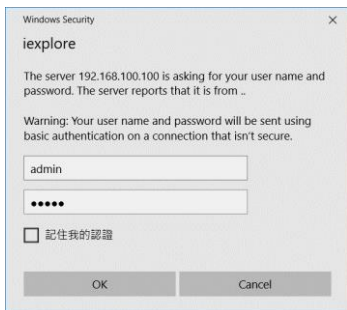 Windows Security
iexplore
The server 192.168.100.100 is asking for your user name and
password. The server reports that it is from ..
Warning: Your user name and password will be sent using
basic authentication on a connection that isn't secure.
admin
•••••
記住我的認證
OK
Cancel